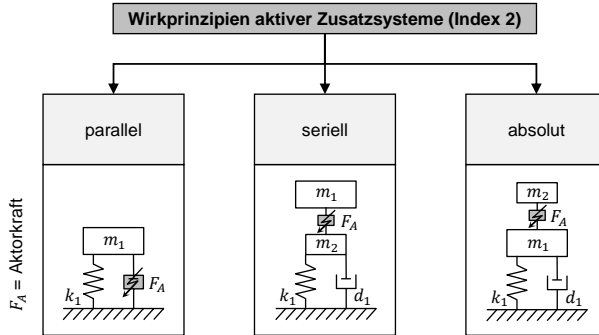 Wirkprinzipien aktiver Zusatzsysteme (Index 2)
parallel
seriell
absolut
F_A = Aktorkraft
m_1
k_1
F_A
m_1
F_A
m_2
k_1
d_1
m_2
F_A
m_1
k_1
d_1